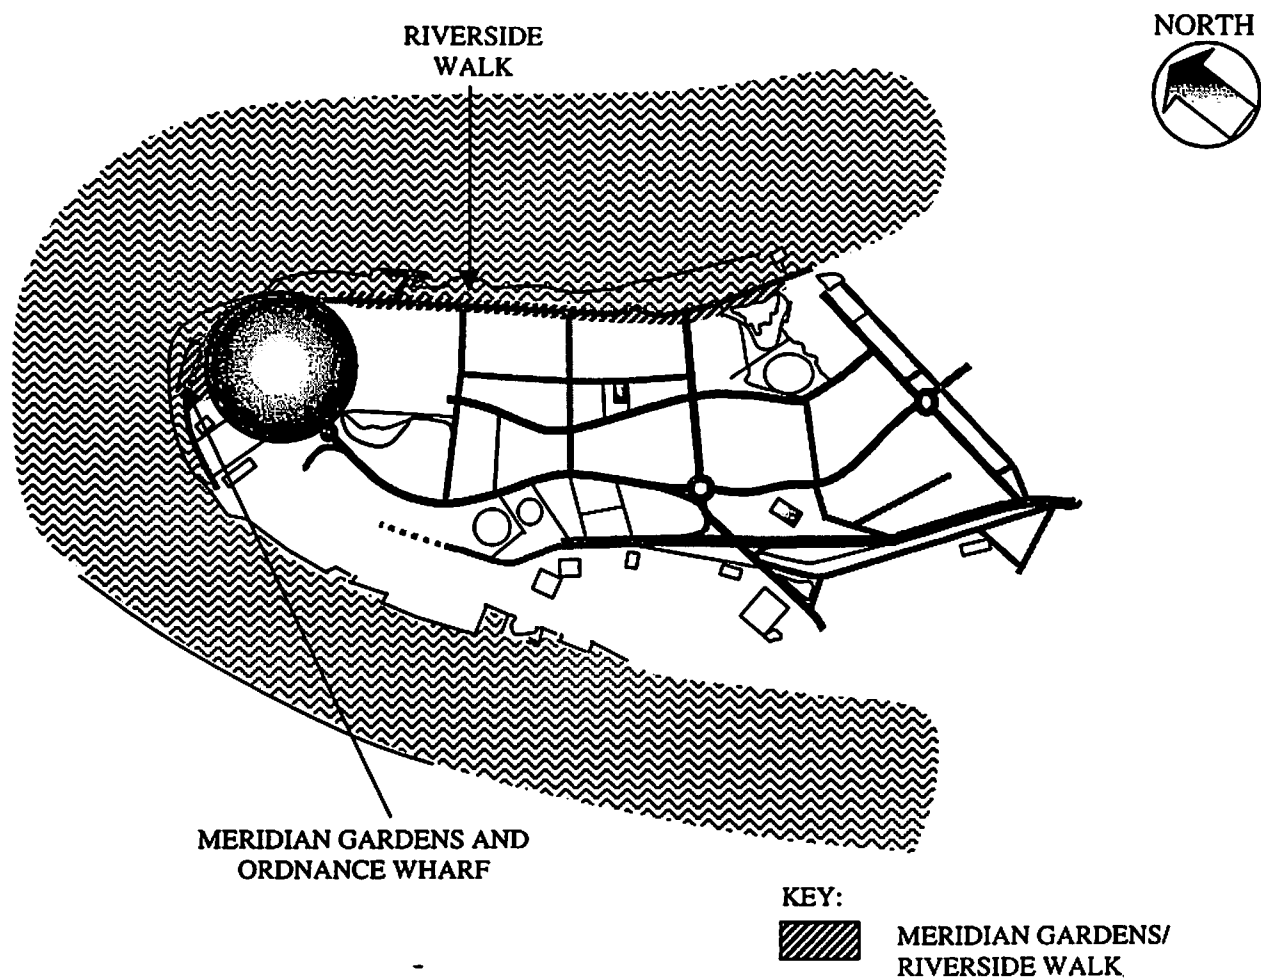 RIVERSIDE
WALK
NORTH
MERIDIAN GARDENS AND
ORDNANCE WHARF
KEY:
MERIDIAN GARDENS/
RIVERSIDE WALK